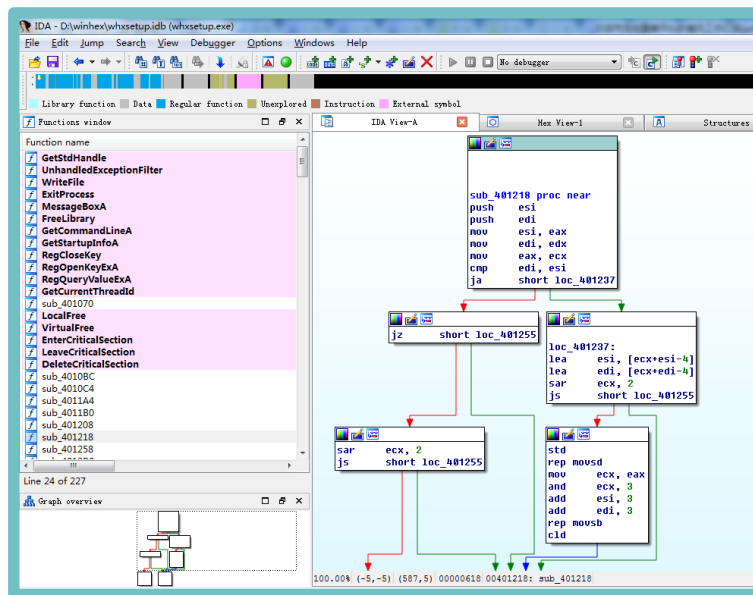 IDA - D:\winhex\whxsetup.idb (whxsetup.exe)
File Edit Jump Search View Debugger Options Windows Help
No debugger
Library function Data Regular function Unexplored Instruction External symbol
Functions window
IDA View-A Hex View-1 Structures
Function name
GetStdHandle
UnhandledExceptionFilter
WriteFile
ExitProcess
MessageBoxA
FreeLibrary
GetCommandLineA
GetStartupInfoA
RegCloseKey
RegOpenKeyExA
RegQueryValueExA
GetCurrentThreadId
sub_401070
LocalFree
VirtualFree
EnterCriticalSection
LeaveCriticalSection
DeleteCriticalSection
sub_4010BC
sub_4010C4
sub_4011A4
sub_4011B0
sub_401208
sub_401218
sub_401258
Line 24 of 227
Graph overview
sub_401218 proc near
push esi
push edi
mov esi, eax
mov edi, edx
mov eax, ecx
cmp edi, esi
ja short loc_401237
jz short loc_401255
loc_401237:
lea esi, [ecx+esi-4]
lea edi, [ecx+edi-4]
sar ecx, 2
js short loc_401255
sar ecx, 2
js short loc_401255
std
rep movsd
mov ecx, eax
and ecx, 3
add esi, 3
add edi, 3
rep movsb
cld
100.00% (-5,-5) (587,5) 00000618 00401218: sub_401218